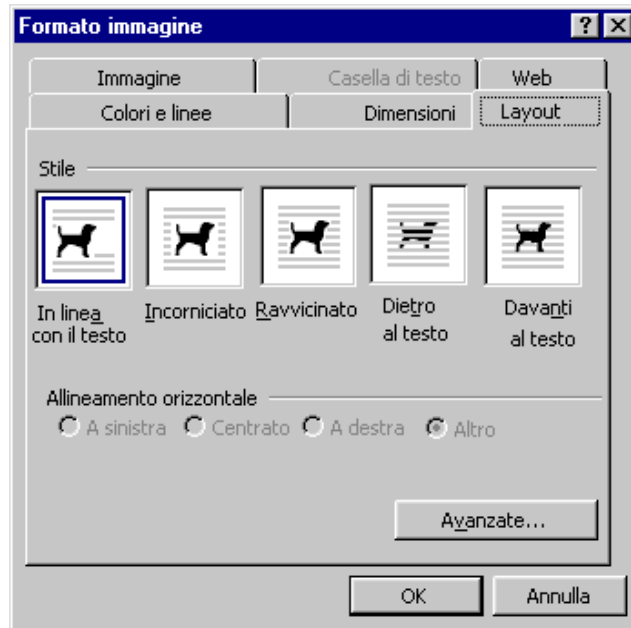 Formato immagine
Immagine Casella di testo Web
Colori e linee Dimensioni Layout
Stile
In linea con il testo
Incorniciato
Ravvicinato
Dietro al testo
Davanti al testo
Allineamento orizzontale
A sinistra Centrato A destra Altro
Avanzate...
OK Annulla